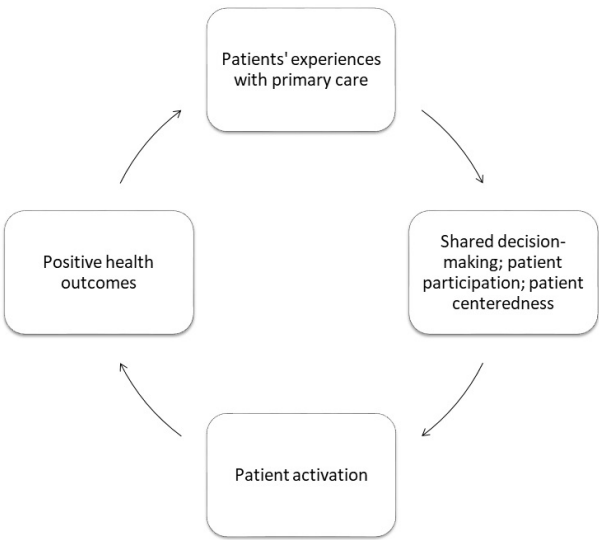 Patients' experiences
with primary care
Shared decision-
making; patient
participation; patient
centeredness
Patient activation
Positive health
outcomes